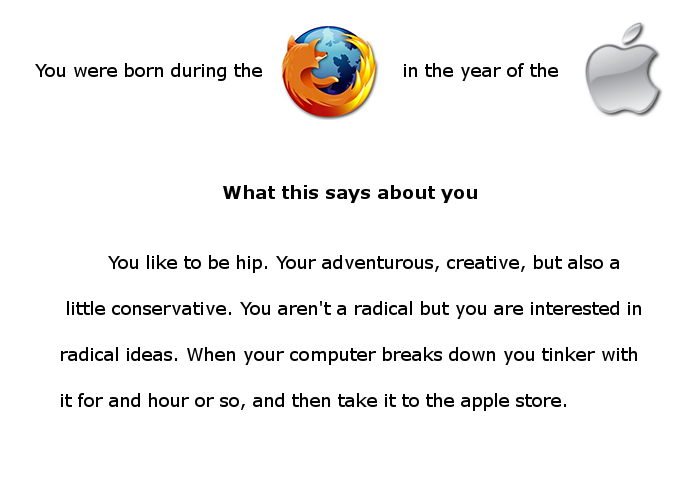 You were born during the in the year of the
What this says about you
You like to be hip. Your adventurous, creative, but also a
little conservative. You aren't a radical but you are interested in
radical ideas. When your computer breaks down you tinker with
it for and hour or so, and then take it to the apple store.